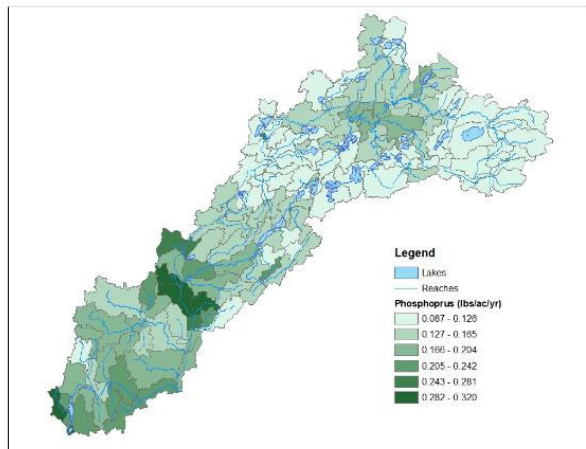 Legend
Lakes
Reaches
Phosphoprus (lbs/ac/yr)
0.087 - 0.126
0.127 - 0.165
0.166 - 0.204
0.205 - 0.242
0.243 - 0.281
0.282 - 0.320